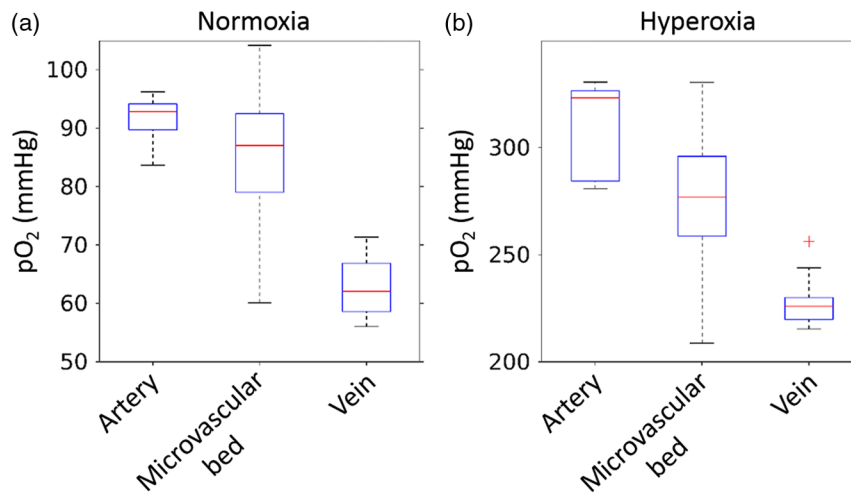 (a)
Normoxia
pO₂ (mmHg)
100
90
80
70
60
50
Artery
Microvascular
bed
Vein
(b)
Hyperoxia
pO₂ (mmHg)
300
250
200
Artery
Microvascular
bed
Vein